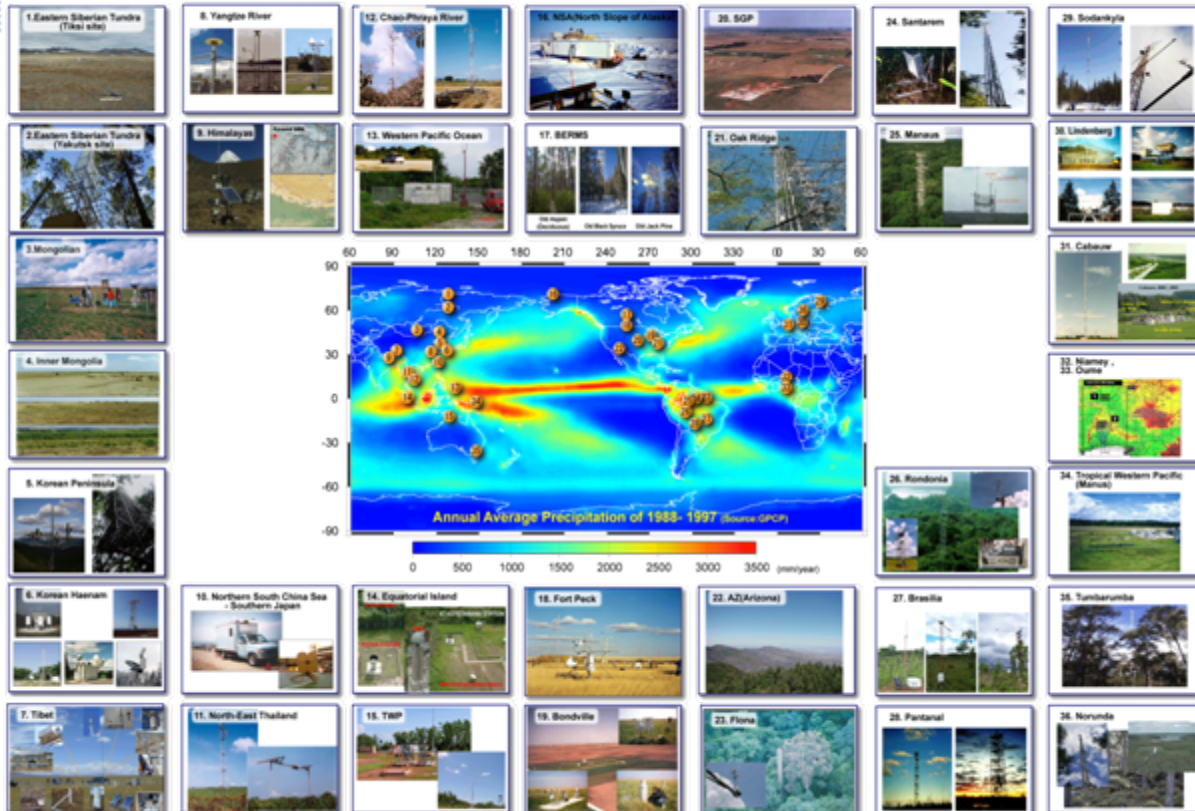 1.Eastern Siberian Tundra
(Tiksi site)
8. Yangtze River
12. Chao-Phraya River
16. NSA(North Slope of Alaska)
20. SGP
24. Santarem
29. Sodankyla
2.Eastern Siberian Tundra
(Yakutsk site)
9. Himalayas
13. Western Pacific Ocean
17. BERMS
Old Aspen
(Deciduous)
Old Black Spruce
Old Jack Pine
21. Oak Ridge
25. Manaus
30. Lindenberg
3.Mongolian
31. Cabauw
4. Inner Mongolia
32. Niamey ,
33. Oume
5. Korean Peninsula
60 90 120 150 180 210 240 270 300 330 0 30 60
90
60
30
0
-30
-60
-90
Annual Average Precipitation of 1988- 1997 (Source:GPCP)
0 500 1000 1500 2000 2500 3000 3500 (mm/year)
26. Rondonia
34. Tropical Western Pacific
(Manus)
6. Korean Haenam
10. Northern South China Sea
- Southern Japan
14. Equatorial Island
18. Fort Peck
22. AZ(Arizona)
27. Brasilia
35. Tumbarumba
7. Tibet
11. North-East Thailand
15. TWP
19. Bondville
23. Flona
28. Pantanal
36. Norunda